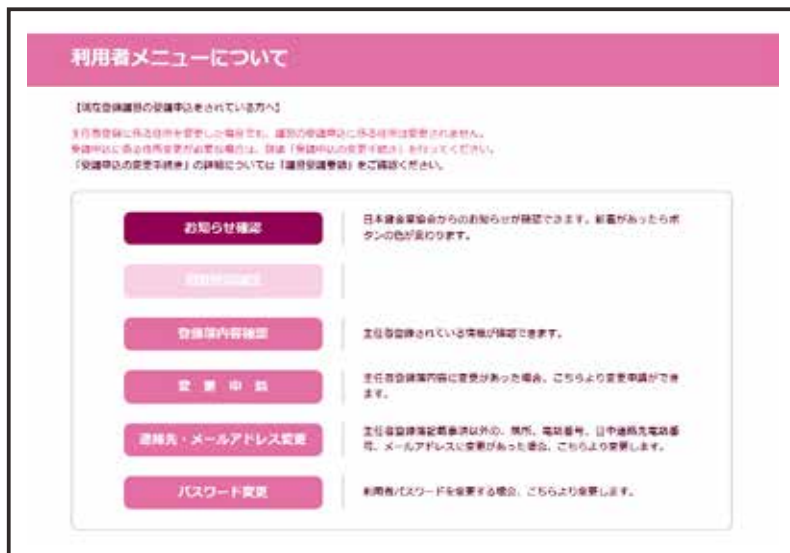 利用者メニューについて
【現在登録講習の受講申込をされている方へ】
主任者登録に係る住所を変更した場合でも、講習の受講申込に係る住所は変更されません。
受講申込に係る住所変更が必要な場合は、別途「受講申込の変更手続き」を行ってください。
「受講申込の変更手続き」の詳細については「講習受講要領」をご確認ください。
お知らせ確認
日本貸金業協会からのお知らせが確認できます。新着があったらボ
タンの色が変わります。
登録簿内容確認
主任者登録されている情報が確認できます。
変 更 申 請
主任者登録簿内容に変更があった場合、こちらより変更申請ができ
ます。
連絡先・メールアドレス変更
主任者登録簿記載事項以外の、居所、電話番号、日中連絡先電話番
号、メールアドレスに変更があった場合、こちらより変更します。
パスワード変更
利用者パスワードを変更する場合、こちらより変更します。